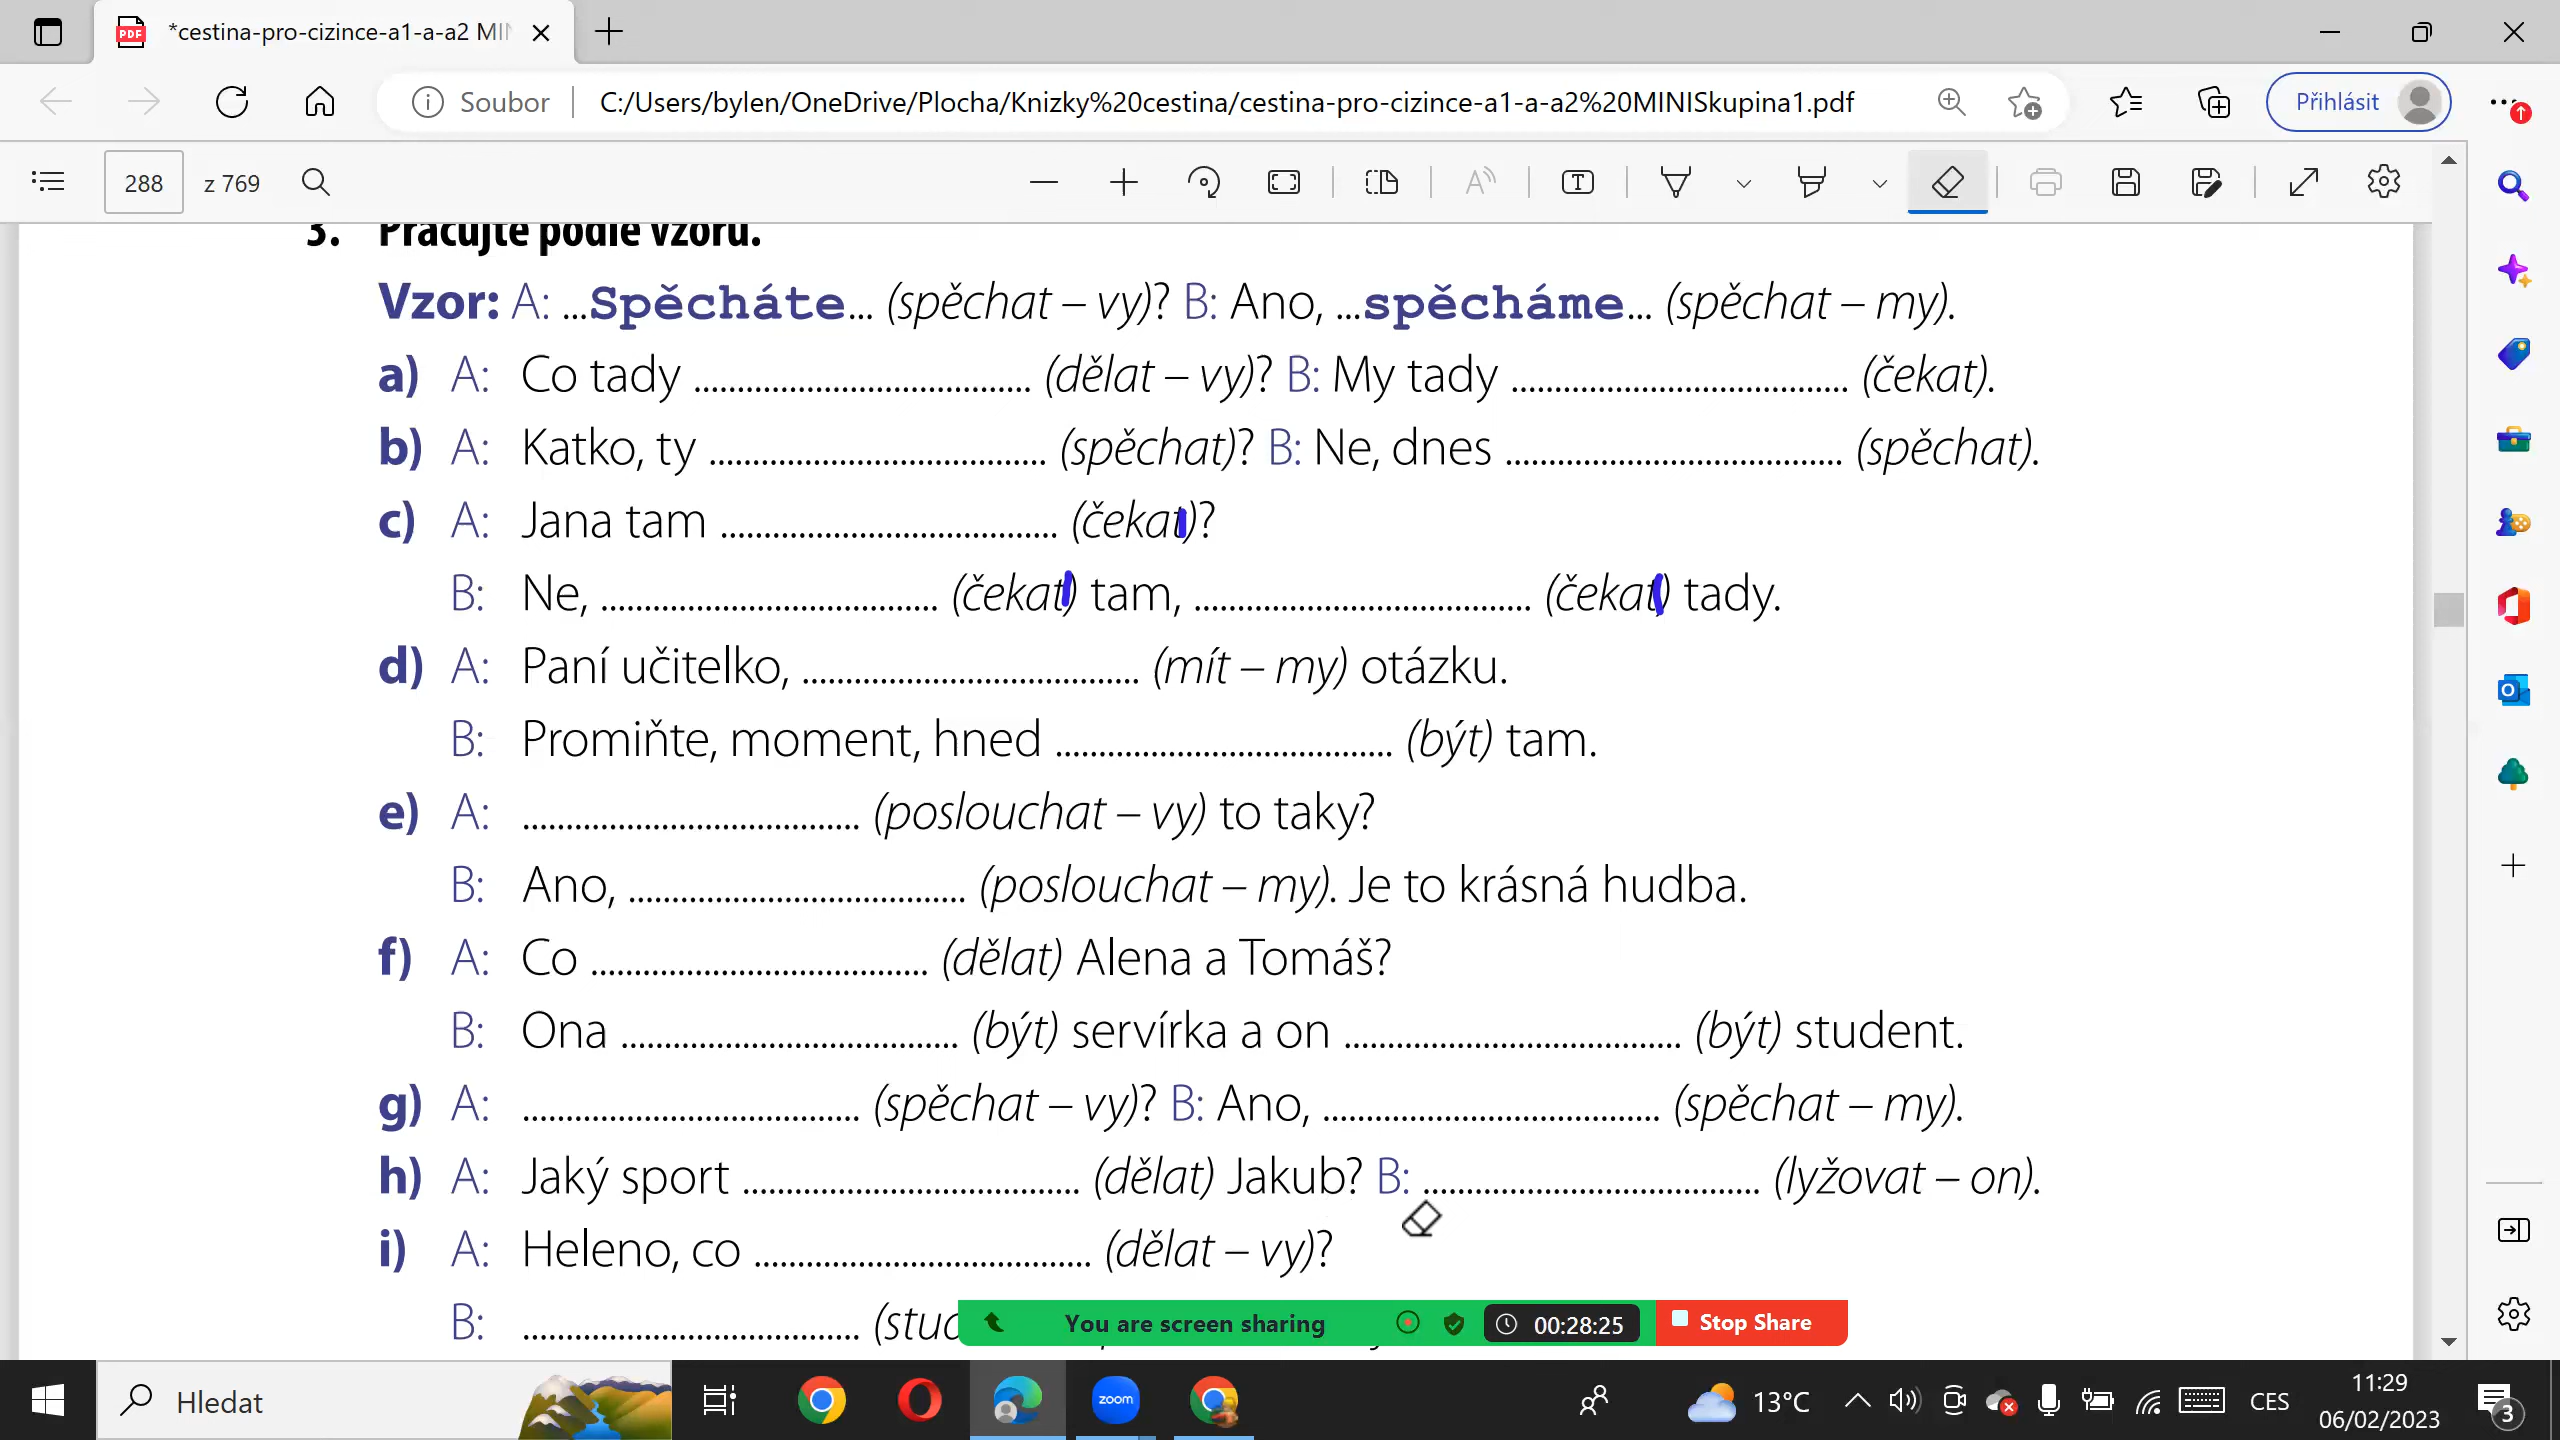 *cestina-pro-cizince-a1-a-a2 MIN
Soubor C:/Users/bylen/OneDrive/Plocha/Knizky%20cestina/cestina-pro-cizince-a1-a-a2%20MINISkupina1.pdf Přihlásit
288 z 769
3. Pracujte podle vzoru.
Vzor: A: ...Spěcháte... (spěchat – vy)? B: Ano, ...spěcháme... (spěchat – my).
a) A: Co tady ....................................... (dělat – vy)? B: My tady ....................................... (čekat).
b) A: Katko, ty ....................................... (spěchat)? B: Ne, dnes ....................................... (spěchat).
c) A: Jana tam ....................................... (čekat)?
B: Ne, ....................................... (čekat) tam, ....................................... (čekat) tady.
d) A: Paní učitelko, ....................................... (mít – my) otázku.
B: Promiňte, moment, hned ....................................... (být) tam.
e) A: ....................................... (poslouchat – vy) to taky?
B: Ano, ....................................... (poslouchat – my). Je to krásná hudba.
f) A: Co ....................................... (dělat) Alena a Tomáš?
B: Ona ....................................... (být) servírka a on ....................................... (být) student.
g) A: ....................................... (spěchat – vy)? B: Ano, ....................................... (spěchat – my).
h) A: Jaký sport ....................................... (dělat) Jakub? B: ....................................... (lyžovat – on).
i) A: Heleno, co ....................................... (dělat – vy)?
B: ....................................... (stud
You are screen sharing 00:28:25 Stop Share
Hledat zoom 13°C CES 11:29
06/02/2023 3